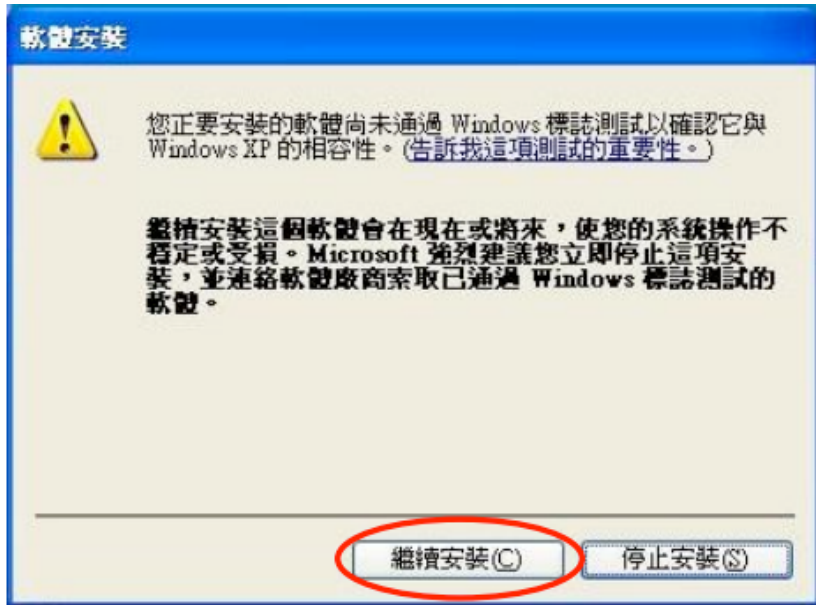 軟體安裝
您正要安裝的軟體尚未通過 Windows 標誌測試以確認它與
Windows XP 的相容性。(告訴我這項測試的重要性。)
繼續安裝這個軟體會在現在或將來，使您的系統操作不
穩定或受損。Microsoft 強烈建議您立即停止這項安
裝，並連絡軟體廠商索取已通過 Windows 標誌測試的
軟體。
繼續安裝(C)
停止安裝(S)